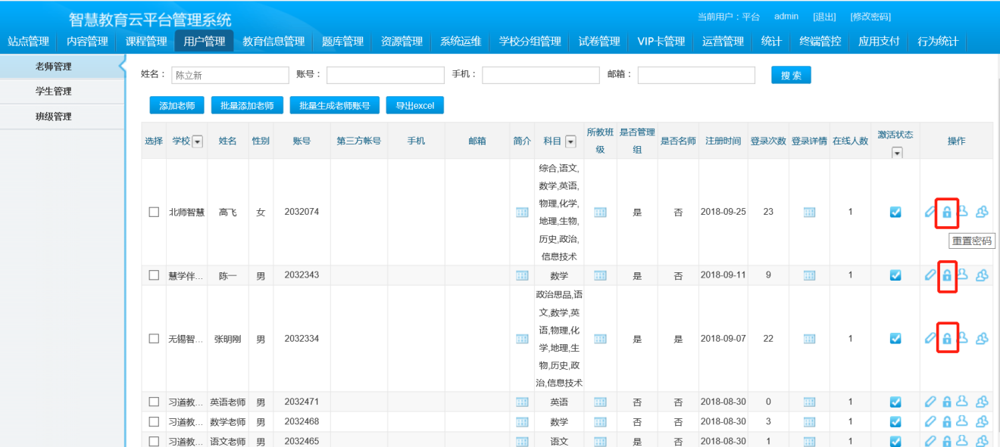 智慧教育云平台管理系统
当前用户：平台 admin [退出] [修改密码]
站点管理 内容管理 课程管理 用户管理 教育信息管理 题库管理 资源管理 系统运维 学校分组管理 试卷管理 VIP卡管理 运营管理 统计 终端管控 应用支付 行为统计
老师管理
学生管理
班级管理
姓名： 陈立新 账号： 手机： 邮箱： 搜 索
添加老师 批量添加老师 批量生成老师账号 导出excel
选择 学校 姓名 性别 账号 第三方帐号 手机 邮箱 简介 科目 所教班级 是否管理组 是否名师 注册时间 登录次数 登录详情 在线人数 激活状态 操作
综合,语文,
数学,英语,
物理,化学,
北师智慧 高飞 女 2032074 是 否 2018-09-25 23 1
地理,生物,
历史,政治,
信息技术
重置密码
慧学伴... 陈一 男 2032343 数学 是 否 2018-09-11 9 1
政治思品,语
文,数学,英
语,物理,化
无锡智... 张明刚 男 2032334 是 是 2018-09-07 22 1
学,地理,生
物,历史,政
治,信息技术
习道教... 英语老师 男 2032471 英语 否 否 2018-08-30 0 1
习道教... 数学老师 男 2032468 数学 否 否 2018-08-30 3 1
习道教... 语文老师 男 2032465 语文 是 否 2018-08-30 1 1